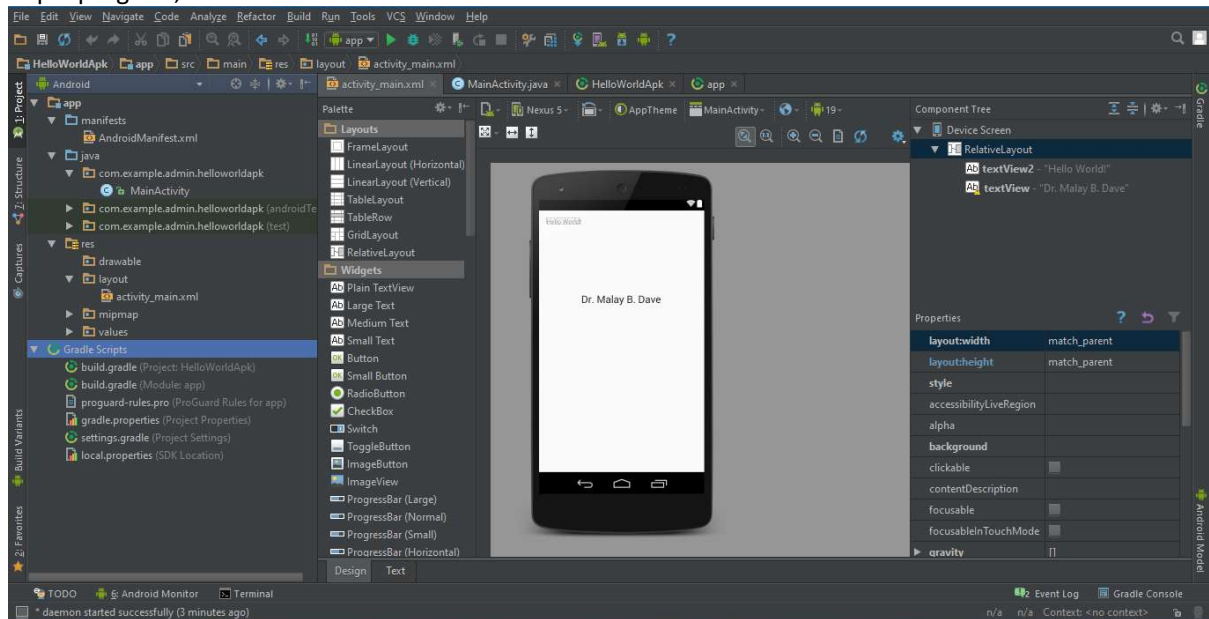 File Edit View Navigate Code Analyze Refactor Build Run Tools VCS Window Help
app
HelloWorldApk app src main res layout activity_main.xml
1: Project
7: Structure
Captures
Build Variants
2: Favorites
Android
app
manifests
AndroidManifest.xml
java
com.example.admin.helloworldapk
MainActivity
com.example.admin.helloworldapk (androidTe
com.example.admin.helloworldapk (test)
res
drawable
layout
activity_main.xml
mipmap
values
Gradle Scripts
build.gradle (Project: HelloWorldApk)
build.gradle (Module: app)
proguard-rules.pro (ProGuard Rules for app)
gradle.properties (Project Properties)
settings.gradle (Project Settings)
local.properties (SDK Location)
activity_main.xml MainActivity.java HelloWorldApk app
Palette
Layouts
FrameLayout
LinearLayout (Horizontal)
LinearLayout (Vertical)
TableLayout
TableRow
GridLayout
RelativeLayout
Widgets
Plain TextView
Large Text
Medium Text
Small Text
Button
Small Button
RadioButton
CheckBox
Switch
ToggleButton
ImageButton
ImageView
ProgressBar (Large)
ProgressBar (Normal)
ProgressBar (Small)
ProgressBar (Horizontal)
Nexus 5 AppTheme MainActivity 19
Hello World!
Dr. Malay B. Dave
Design Text
Component Tree
Device Screen
RelativeLayout
Ab textView2 - "Hello World!"
Ab textView - "Dr. Malay B. Dave"
Properties ?
layout:width match_parent
layout:height match_parent
style
accessibilityLiveRegion
alpha
background
clickable
contentDescription
focusable
focusableInTouchMode
gravity []
Gradle
Android Model
TODO 6: Android Monitor Terminal 2 Event Log Gradle Console
* daemon started successfully (3 minutes ago) n/a n/a Context: <no context>